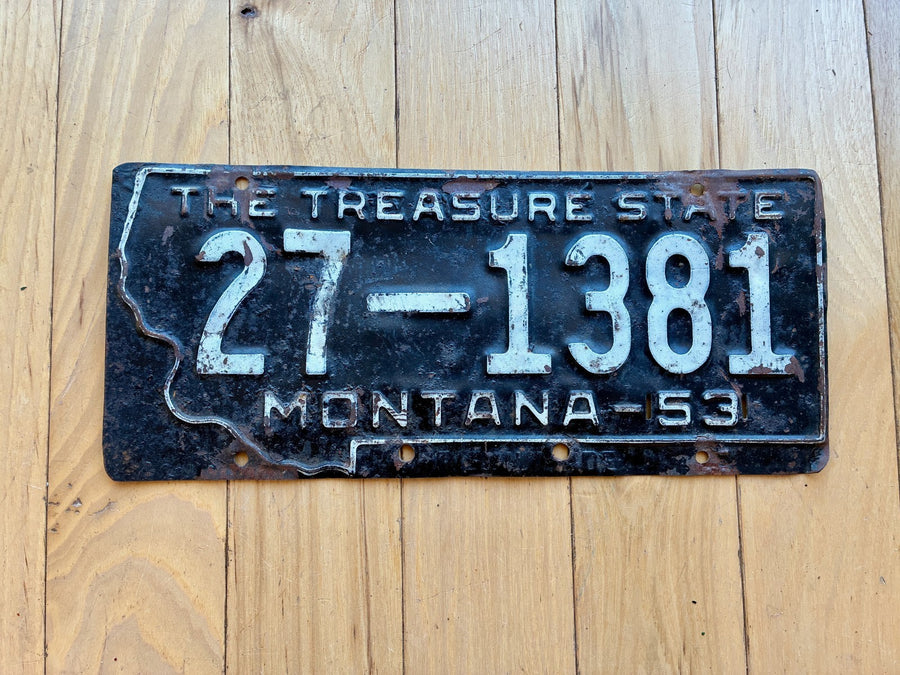 THE TREASURE STATE
27-1381
MONTANA-53